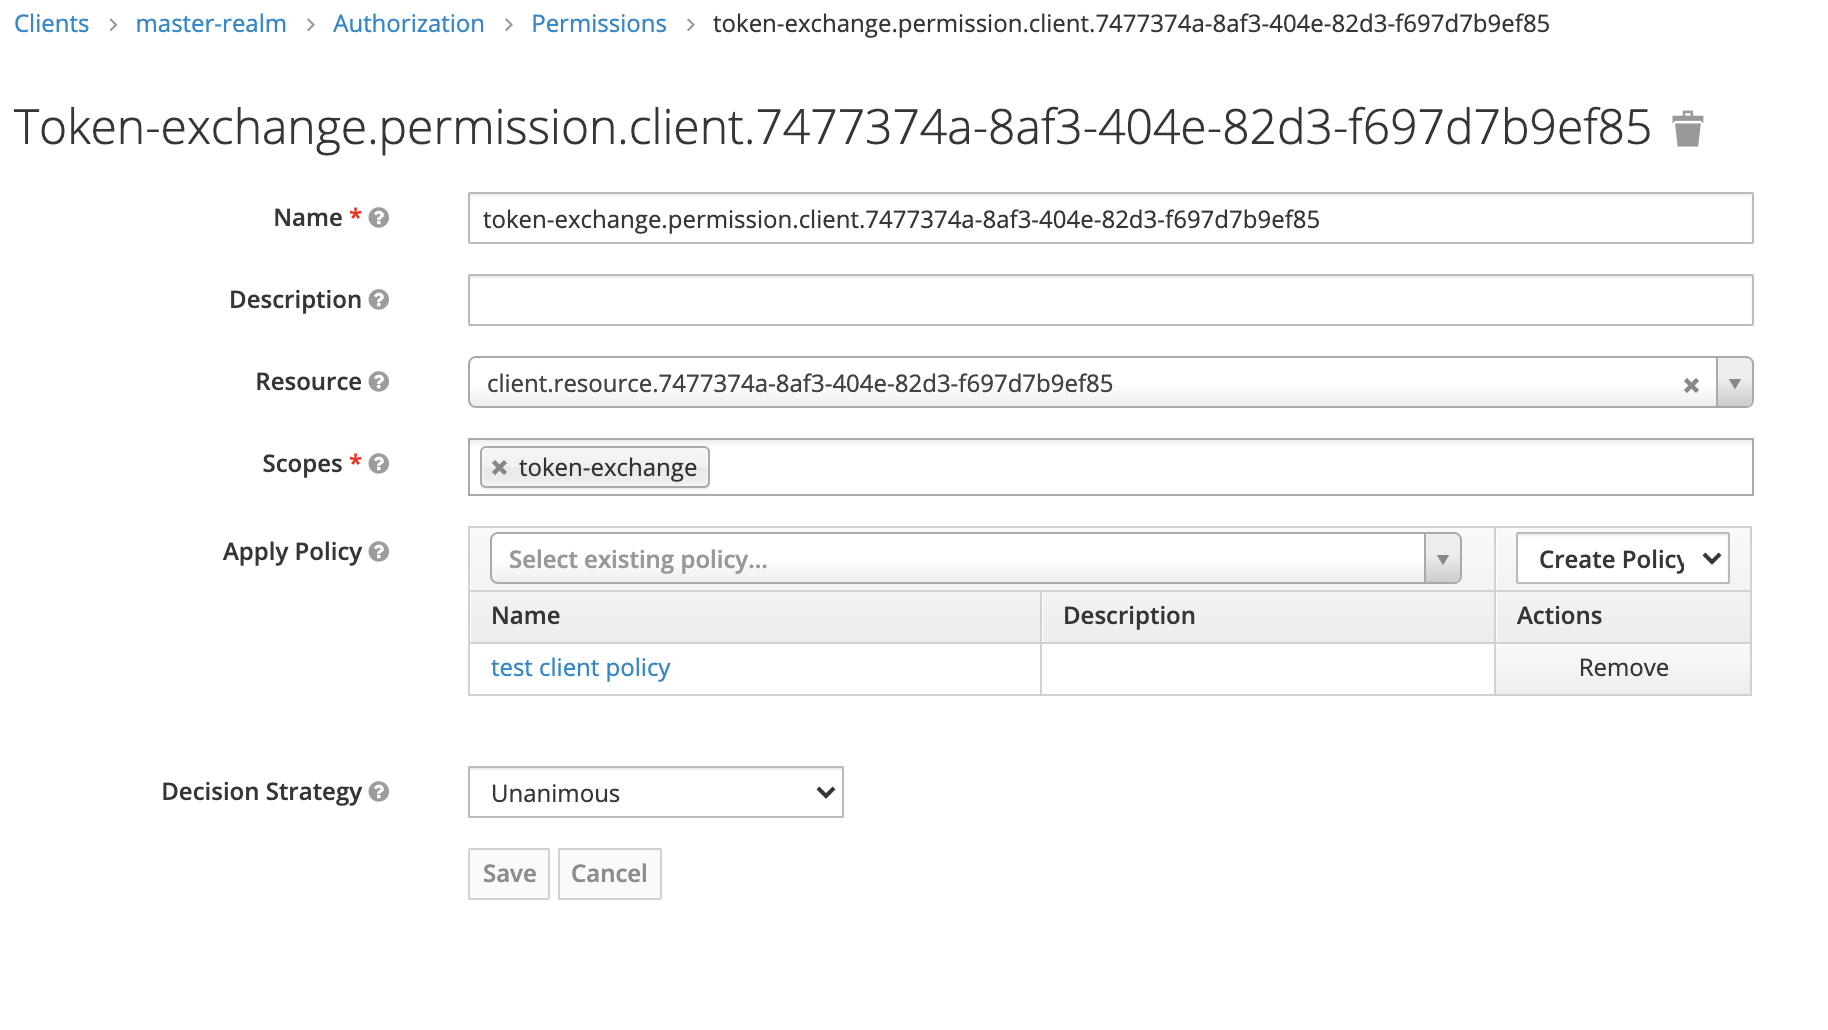 Clients > master-realm > Authorization > Permissions > token-exchange.permission.client.7477374a-8af3-404e-82d3-f697d7b9ef85
Token-exchange.permission.client.7477374a-8af3-404e-82d3-f697d7b9ef85
Name * token-exchange.permission.client.7477374a-8af3-404e-82d3-f697d7b9ef85
Description
Resource client.resource.7477374a-8af3-404e-82d3-f697d7b9ef85
Scopes * token-exchange
Apply Policy Select existing policy... Create Policy
Name Description Actions
test client policy Remove
Decision Strategy Unanimous
Save Cancel